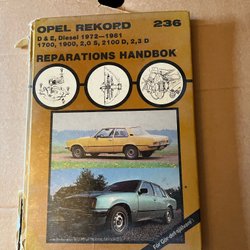 OPEL REKORD 236
D & E, Diesel 1972—1981
1700, 1900, 2,0 S, 2100 D, 2,3 D
REPARATIONS HANDBOK